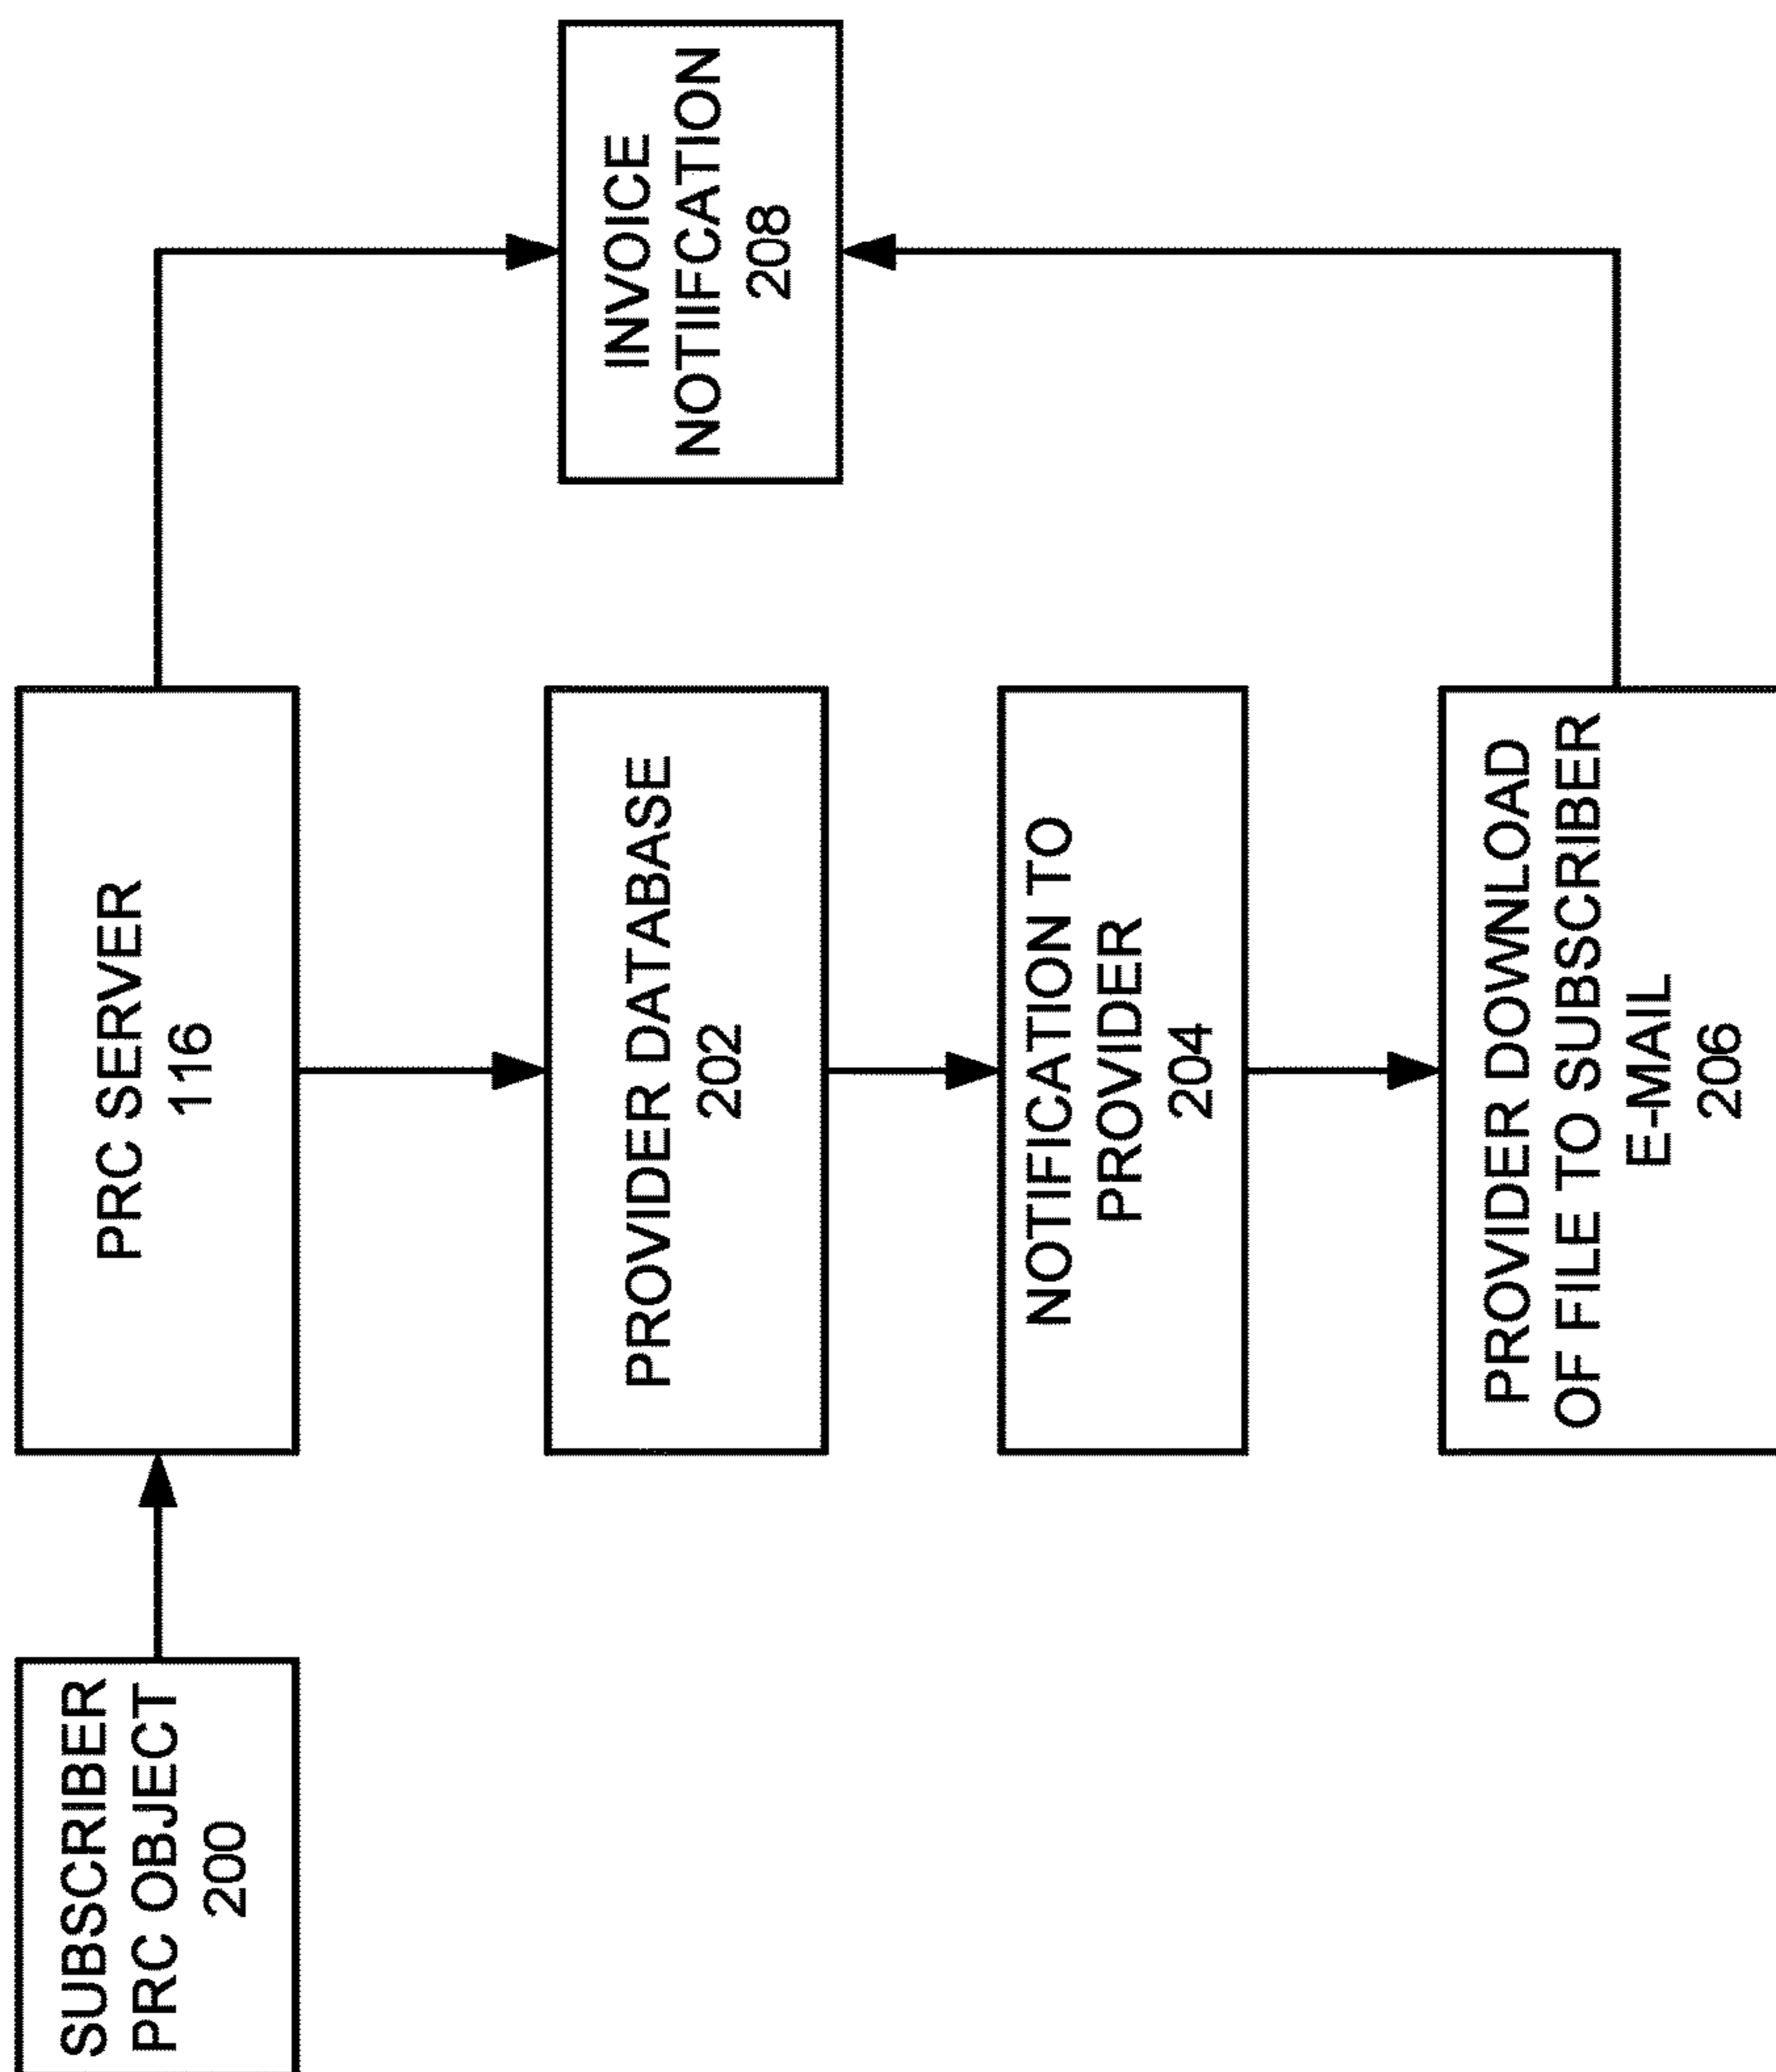 SUBSCRIBER
PRC OBJECT
200
PRC SERVER
116
PROVIDER DATABASE
202
NOTIFICATION TO
PROVIDER
204
PROVIDER DOWNLOAD
OF FILE TO SUBSCRIBER
E-MAIL
206
INVOICE
NOTIIFCATION
208